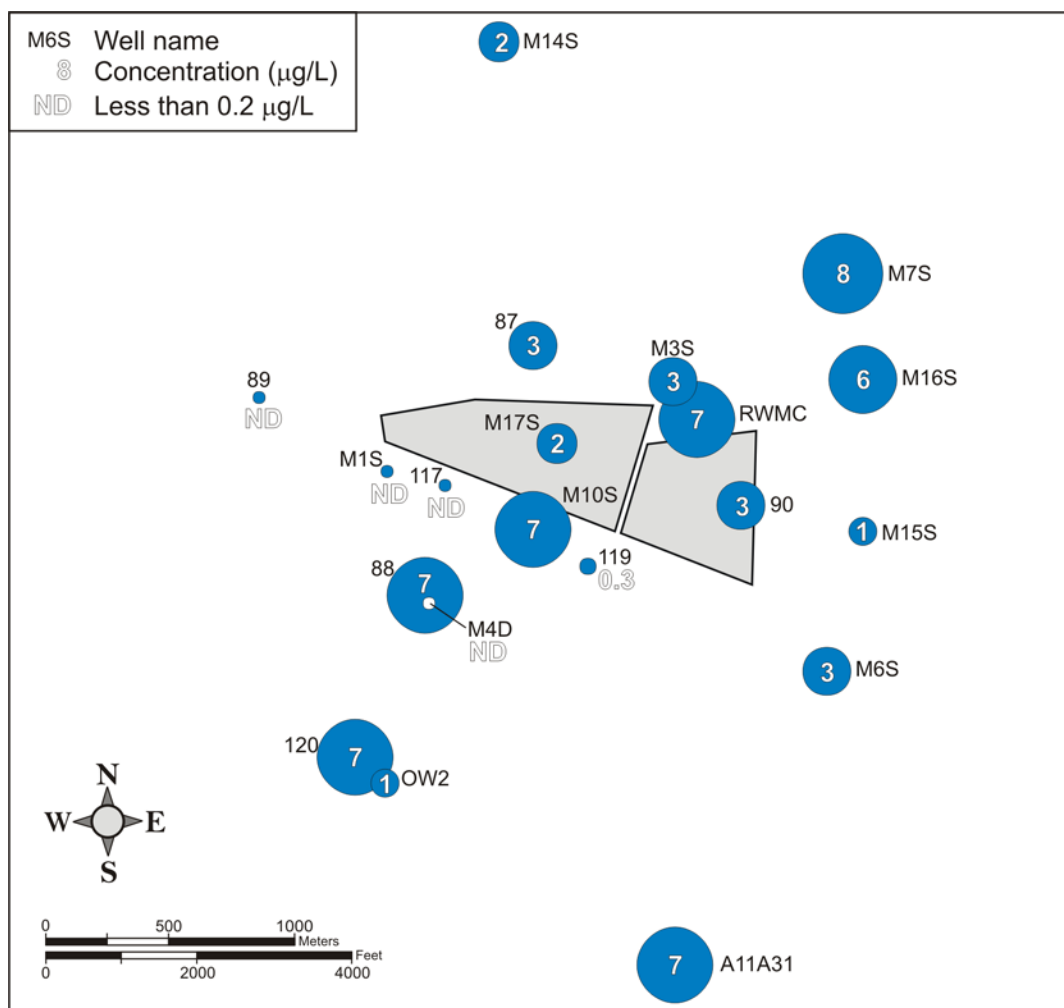 M6S Well name
8 Concentration (μg/L)
ND Less than 0.2 μg/L
2 M14S
8 M7S
87
3
M3S
3
6 M16S
89
ND
7 RWMC
M17S
2
M1S
ND
117
ND
M10S
7
3 90
1 M15S
119
0.3
88
7
M4D
ND
3 M6S
120 7
1 OW2
N
W E
S
0 500 1000
Meters
Feet
0 2000 4000
7 A11A31